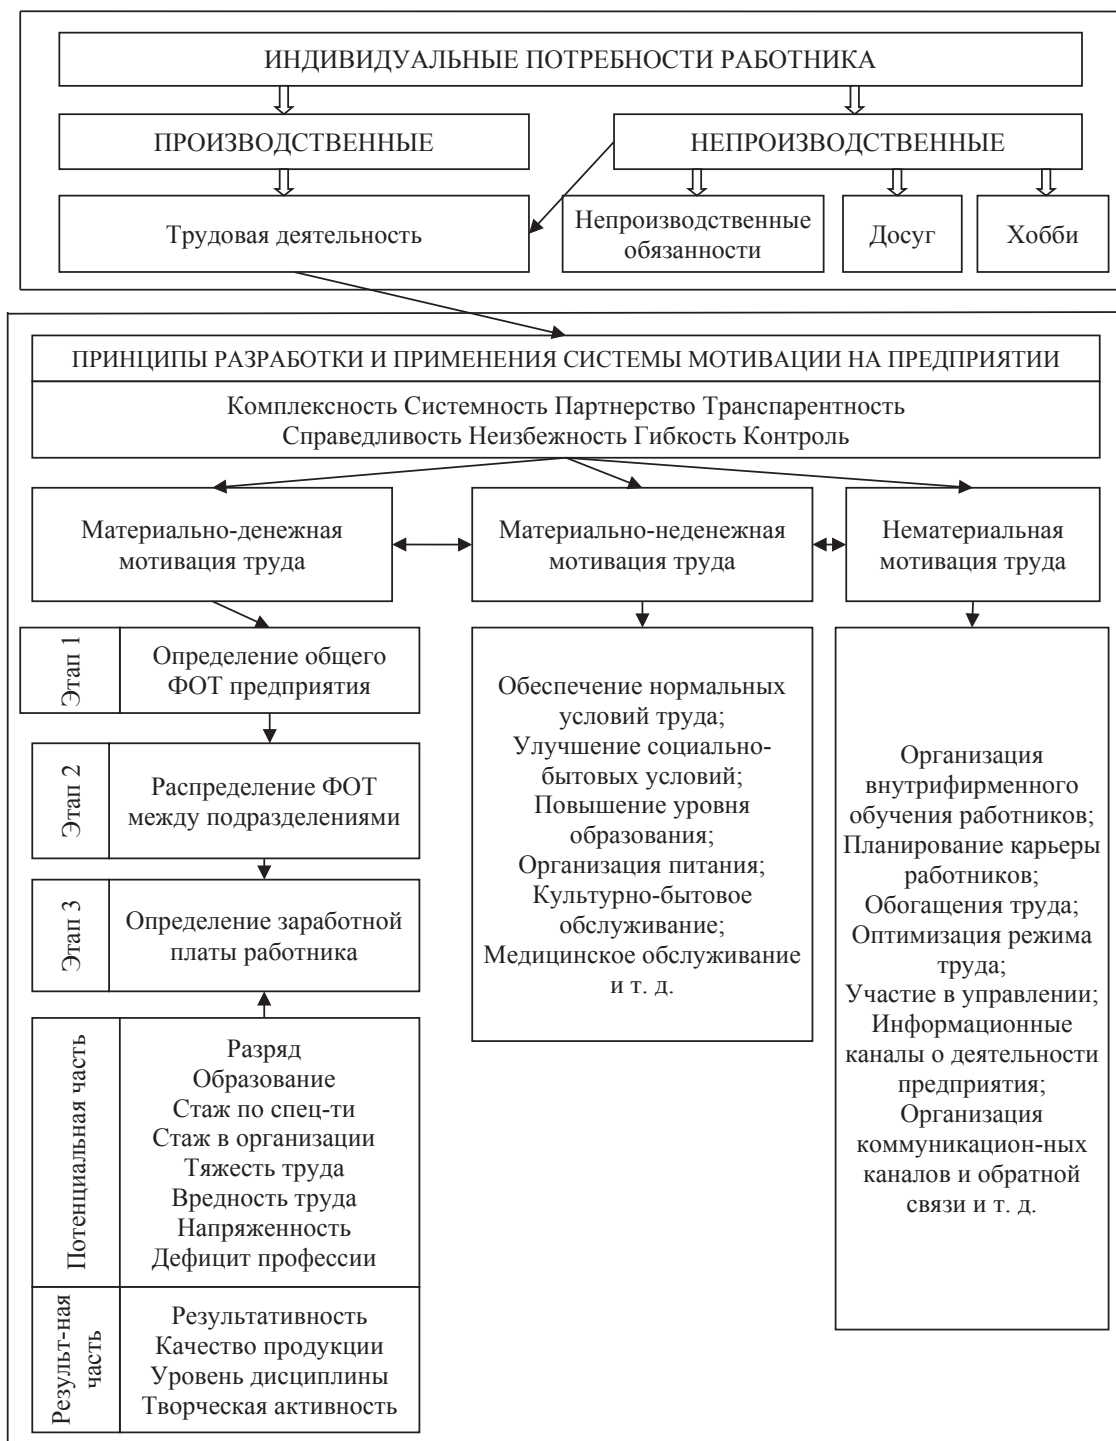 ИНДИВИДУАЛЬНЫЕ ПОТРЕБНОСТИ РАБОТНИКА
ПРОИЗВОДСТВЕННЫЕ
НЕПРОИЗВОДСТВЕННЫЕ
Трудовая деятельность
Непроизводственные
обязанности
Досуг
Хобби
ПРИНЦИПЫ РАЗРАБОТКИ И ПРИМЕНЕНИЯ СИСТЕМЫ МОТИВАЦИИ НА ПРЕДПРИЯТИИ
Комплексность Системность Партнерство Транспарентность
Справедливость Неизбежность Гибкость Контроль
Материально-денежная
мотивация труда
Материально-неденежная
мотивация труда
Нематериальная
мотивация труда
Этап 1
Определение общего
ФОТ предприятия
Этап 2
Распределение ФОТ
между подразделениями
Этап 3
Определение заработной
платы работника
Потенциальная часть
Разряд
Образование
Стаж по спец-ти
Стаж в организации
Тяжесть труда
Вредность труда
Напряженность
Дефицит профессии
Результ-ная
часть
Результативность
Качество продукции
Уровень дисциплины
Творческая активность
Обеспечение нормальных
условий труда;
Улучшение социально-
бытовых условий;
Повышение уровня
образования;
Организация питания;
Культурно-бытовое
обслуживание;
Медицинское обслуживание
и т. д.
Организация
внутрифирменного
обучения работников;
Планирование карьеры
работников;
Обогащения труда;
Оптимизация режима
труда;
Участие в управлении;
Информационные
каналы о деятельности
предприятия;
Организация
коммуникацион-ных
каналов и обратной
связи и т. д.